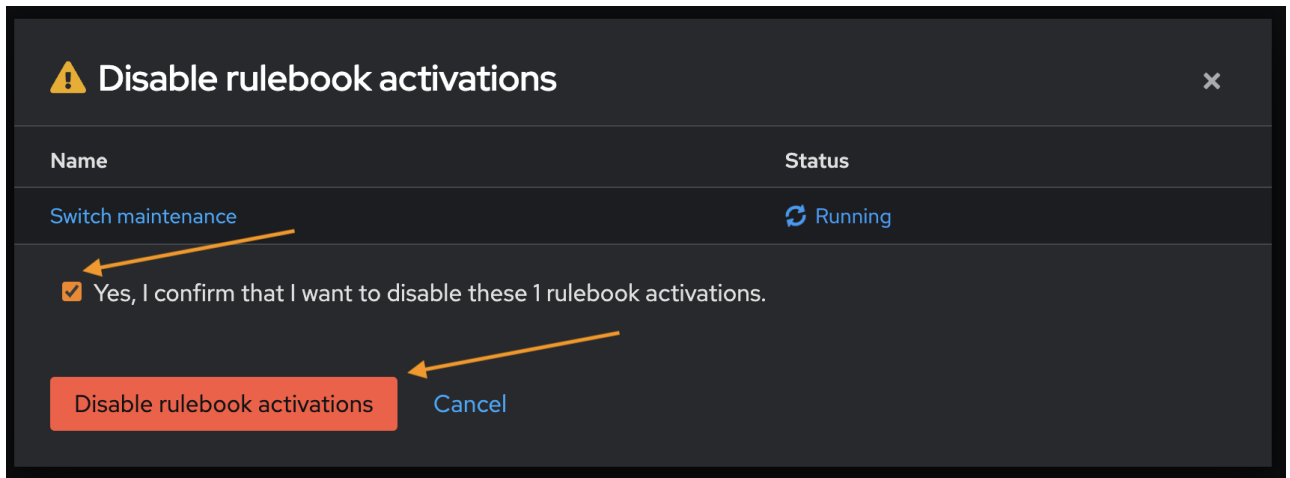 Disable rulebook activations
Name Status
Switch maintenance Running
Yes, I confirm that I want to disable these 1 rulebook activations.
Disable rulebook activations Cancel